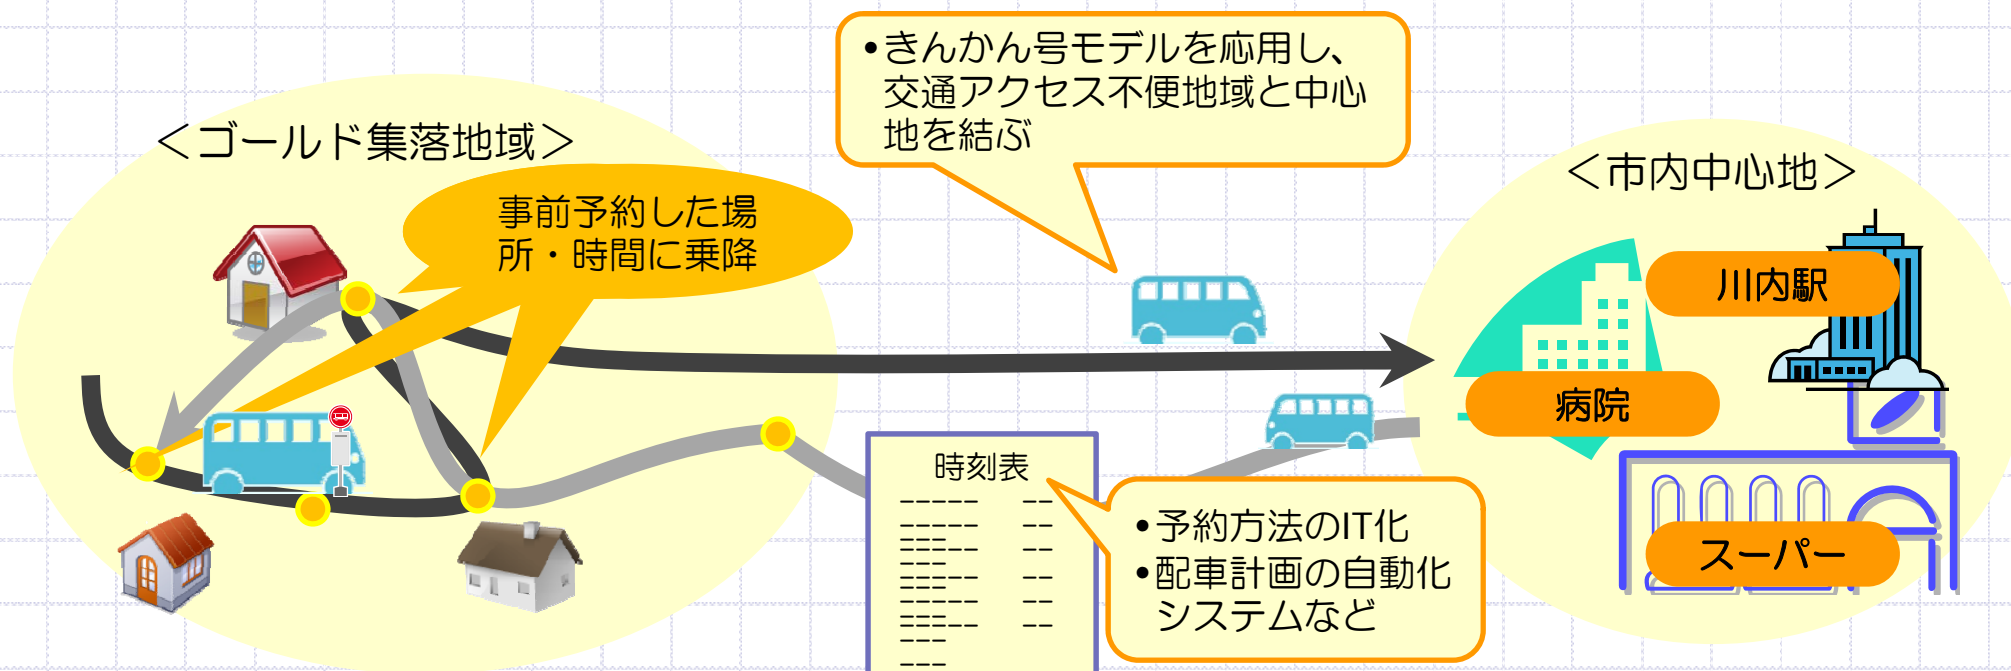 •きんかん号モデルを応用し、
交通アクセス不便地域と中心
地を結ぶ
＜ゴールド集落地域＞
事前予約した場
所・時間に乗降
＜市内中心地＞
川内駅
病院
スーパー
時刻表
----- --
----- --
---
----- --
---
----- --
---
----- --
---
----- --
---
---
•予約方法のIT化
•配車計画の自動化
システムなど